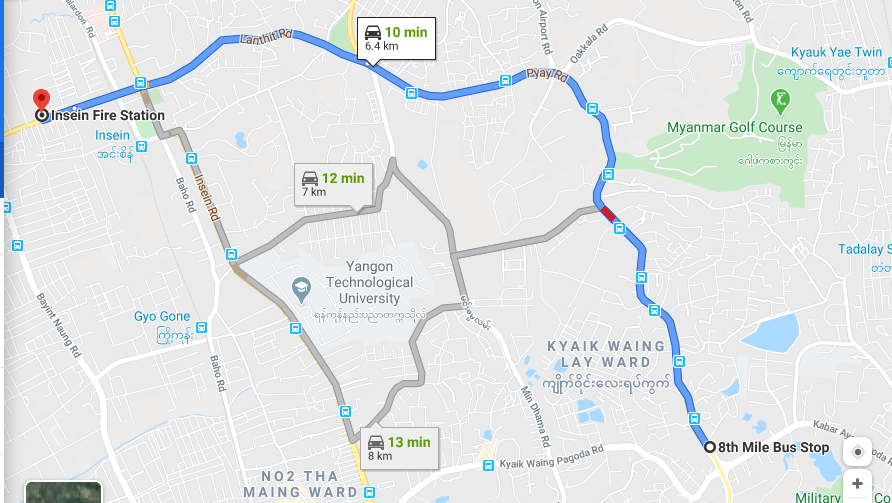 Lanthit Rd
10 min
6.4 km
Airport Rd
Oakkala Rd
Pyay Rd
Kyauk Yae Twin
ကျောက်ရေတွင်းဘူတာ
Myanmar Golf Course
မြန်မာ
ဂေါ်ဖ်ကစားကွင်း
Insein Fire Station
Insein
အင်းစိန်
Baho Rd
Insein Rd
12 min
7 km
Yangon
Technological
University
ရန်ကုန်နည်းပညာတက္ကသိုလ်
Tadalay S
Bayint Naung Rd
Gyo Gone
ကြို့ကုန်း
Baho Rd
KYAIK WAING
LAY WARD
ကျိုက်ဝိုင်းလေးရပ်ကွက်
Min Dhama Rd
13 min
8 km
8th Mile Bus Stop
Kabar Aye
Kyaik Waing Pagoda Rd
NO2 THA
MAING WARD
Military